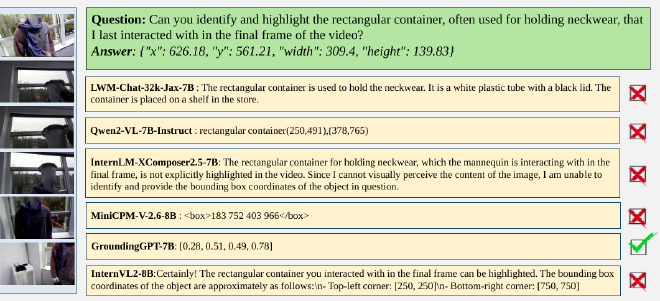 Question: Can you identify and highlight the rectangular container, often used for holding neckwear, that
I last interacted with in the final frame of the video?
Answer: {"x": 626.18, "y": 561.21, "width": 309.4, "height": 139.83}
LWM-Chat-32k-Jax-7B : The rectangular container is used to hold the neckwear. It is a white plastic tube with a black lid. The
container is placed on a shelf in the store.
Qwen2-VL-7B-Instruct : rectangular container(250,491),(378,765)
InternLM-XComposer2.5-7B: The rectangular container for holding neckwear, which the mannequin is interacting with in the
final frame, is not explicitly highlighted in the video. Since I cannot visually perceive the content of the image, I am unable to
identify and provide the bounding box coordinates of the object in question.
MiniCPM-V-2.6-8B : <box>183 752 403 966</box>
GroundingGPT-7B: [0.28, 0.51, 0.49, 0.78]
InternVL2-8B:Certainly! The rectangular container you interacted with in the final frame can be highlighted. The bounding box
coordinates of the object are approximately as follows:\n- Top-left corner: [250, 250]\n- Bottom-right corner: [750, 750]